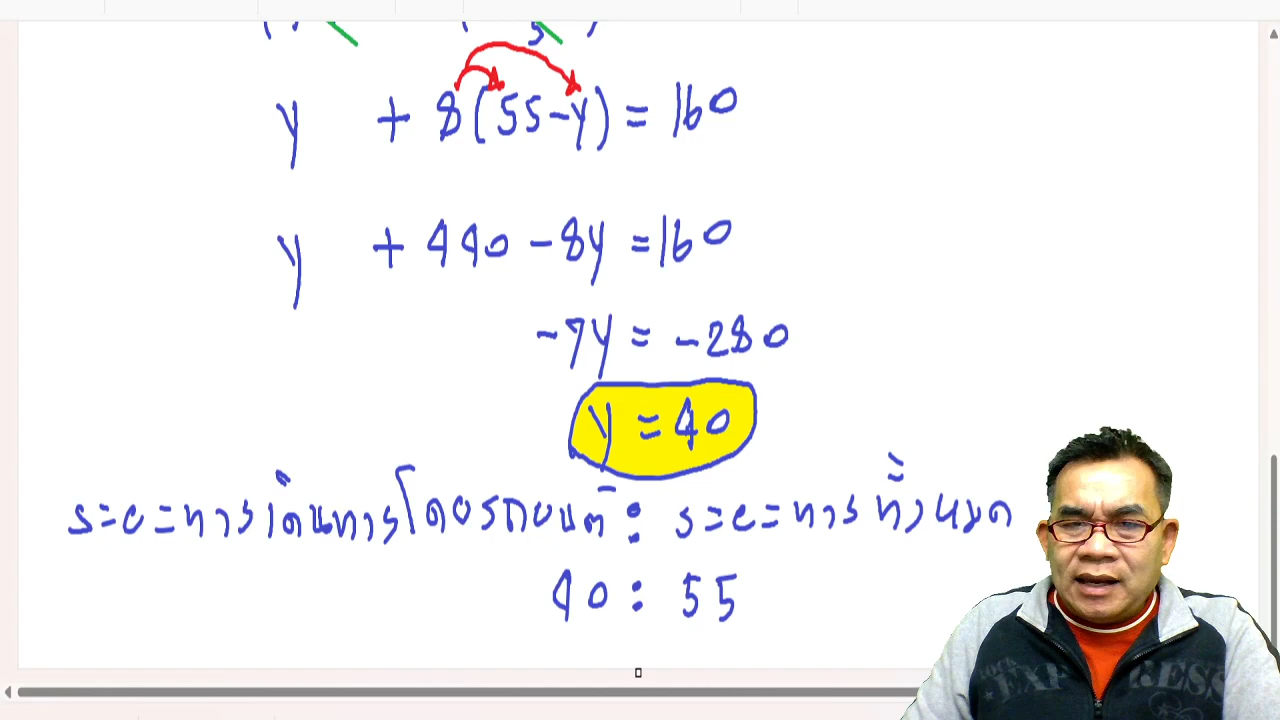 y + 8(55-y) = 160
y + 440 - 8y = 160
-7y = -280
y = 40
ระยะทางเดินทางโดยรถยนต์ : ระยะทางทั้งหมด
40 : 55
EXPRESS